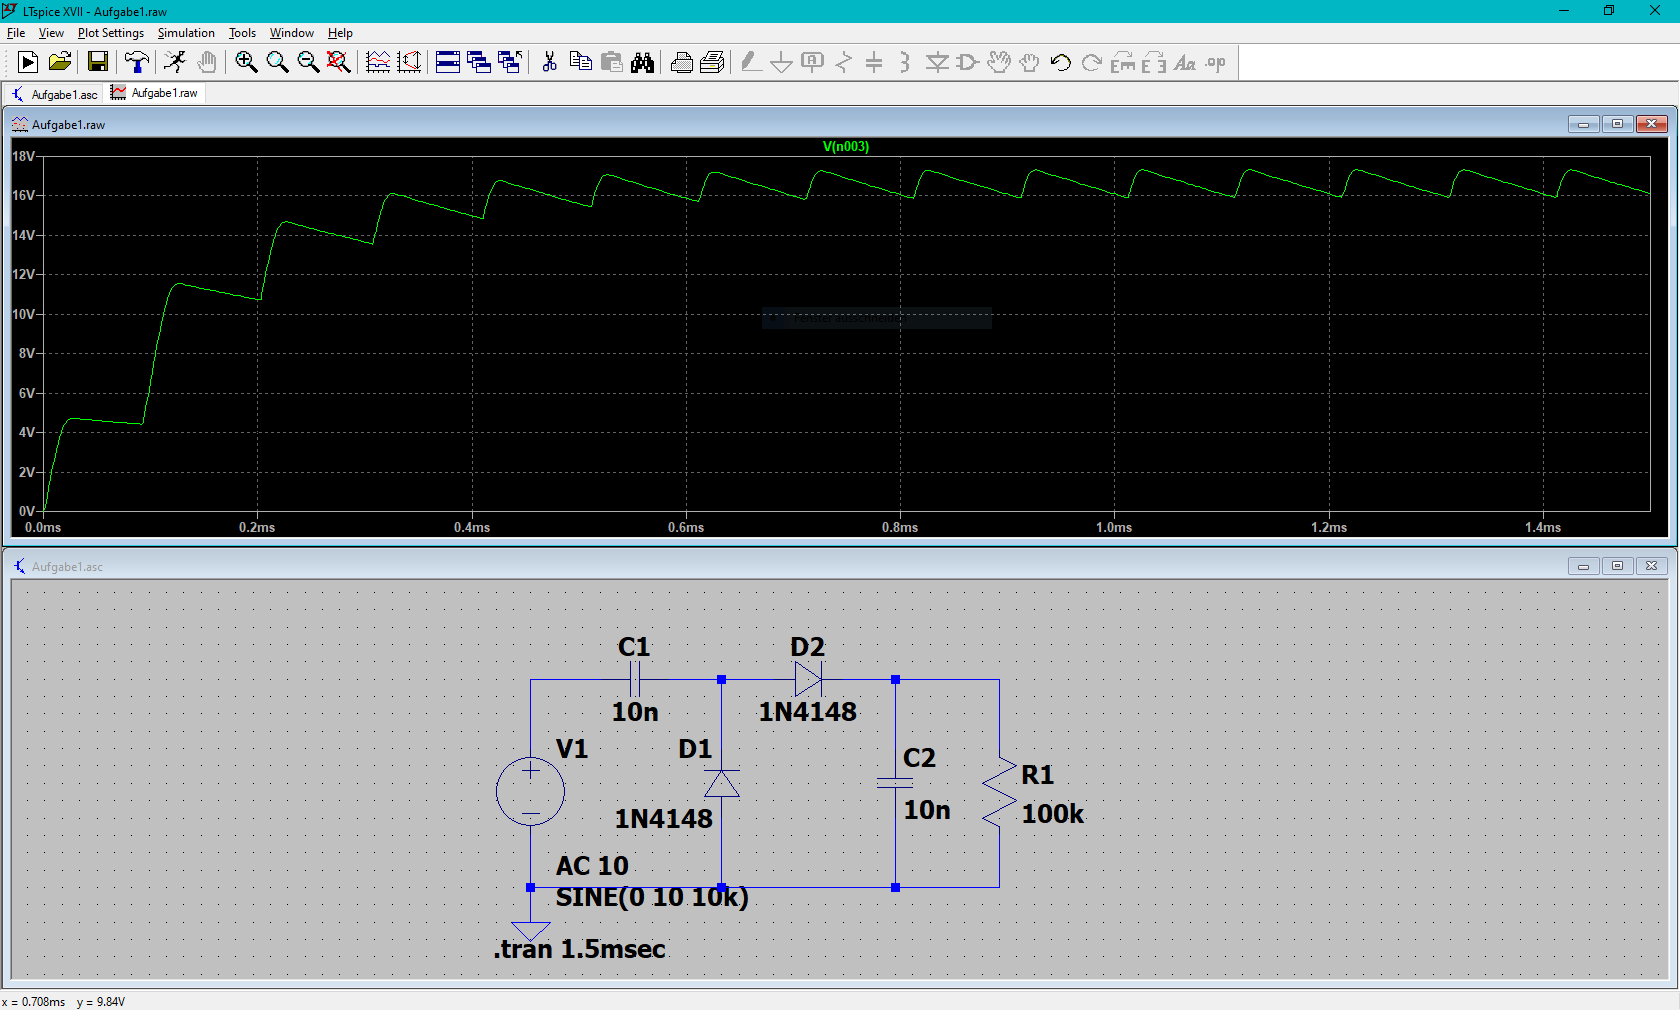 LTspice XVII - Aufgabe1.raw
File View Plot Settings Simulation Tools Window Help
Aufgabe1.asc Aufgabe1.raw
Aufgabe1.raw
V(n003)
18V
16V
14V
12V
10V
8V
6V
4V
2V
0V
0.0ms 0.2ms 0.4ms 0.6ms 0.8ms 1.0ms 1.2ms 1.4ms
Aufgabe1.asc
C1
10n
D2
1N4148
V1
D1
1N4148
C2
10n
R1
100k
AC 10
SINE(0 10 10k)
.tran 1.5msec
x = 0.708ms y = 9.84V